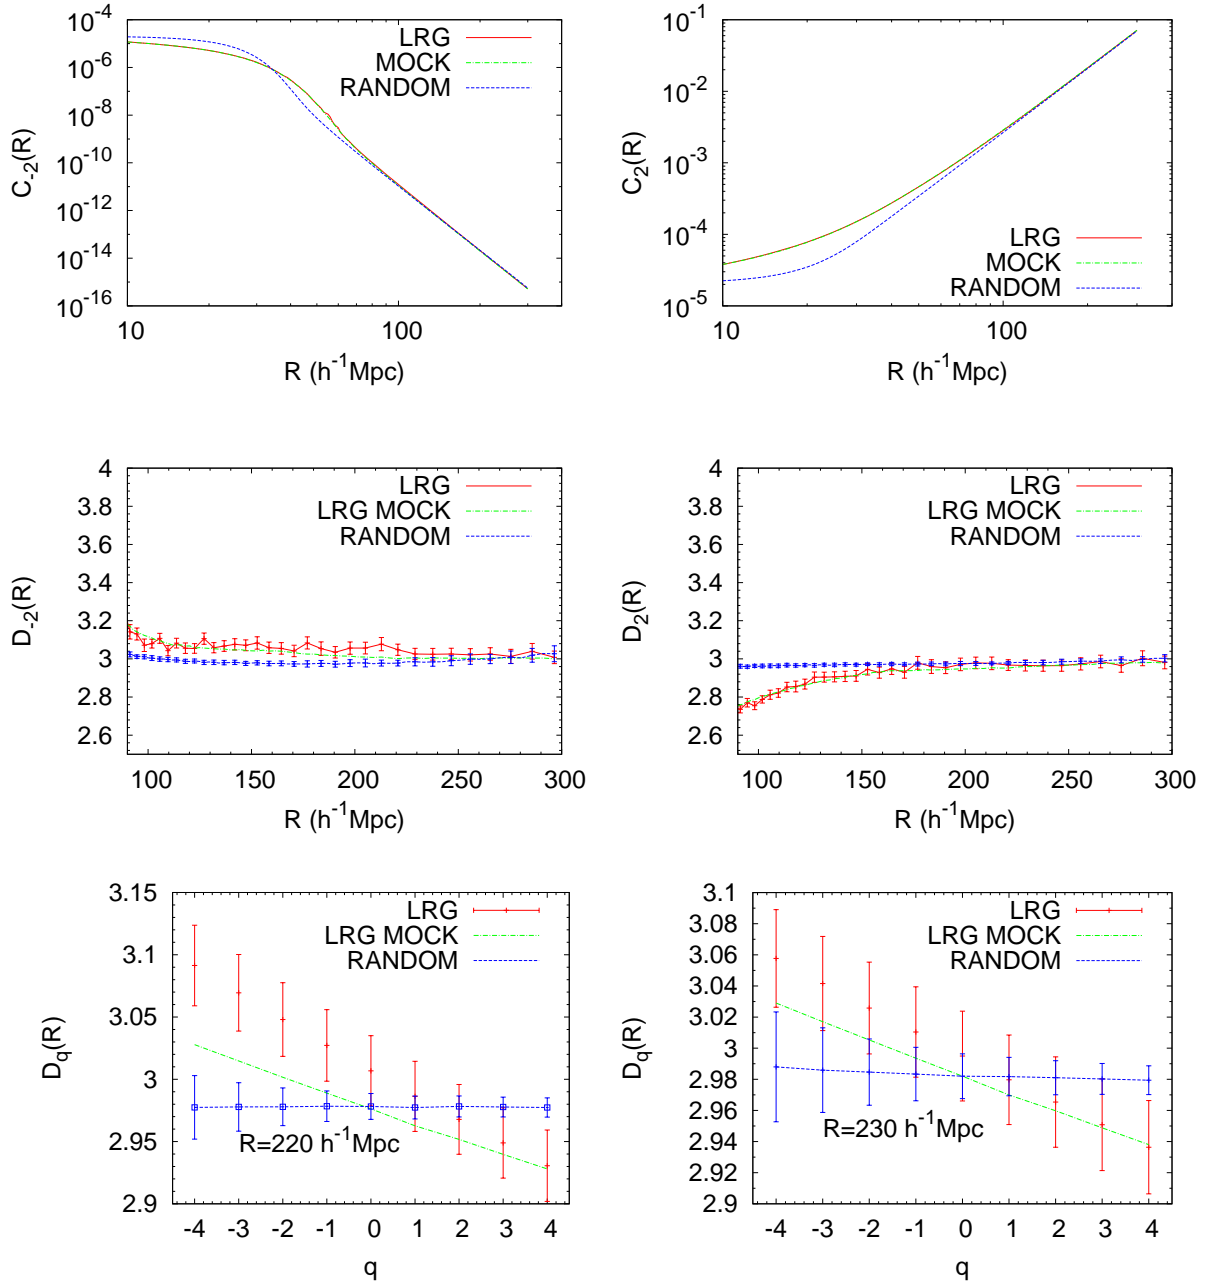 10^-4
10^-6
10^-8
10^-10
10^-12
10^-14
10^-16
C_-2(R)
10
100
R (h^-1Mpc)
LRG
MOCK
RANDOM
10^-1
10^-2
10^-3
10^-4
10^-5
C_2(R)
10
100
R (h^-1Mpc)
LRG
MOCK
RANDOM
4
3.8
3.6
3.4
3.2
3
2.8
2.6
D_-2(R)
100
150
200
250
300
R (h^-1Mpc)
LRG
LRG MOCK
RANDOM
4
3.8
3.6
3.4
3.2
3
2.8
2.6
D_2(R)
100
150
200
250
300
R (h^-1Mpc)
LRG
LRG MOCK
RANDOM
3.15
3.1
3.05
3
2.95
2.9
D_q(R)
-4
-3
-2
-1
0
1
2
3
4
q
LRG
LRG MOCK
RANDOM
R=220 h^-1Mpc
3.1
3.08
3.06
3.04
3.02
3
2.98
2.96
2.94
2.92
2.9
D_q(R)
-4
-3
-2
-1
0
1
2
3
4
q
LRG
LRG MOCK
RANDOM
R=230 h^-1Mpc